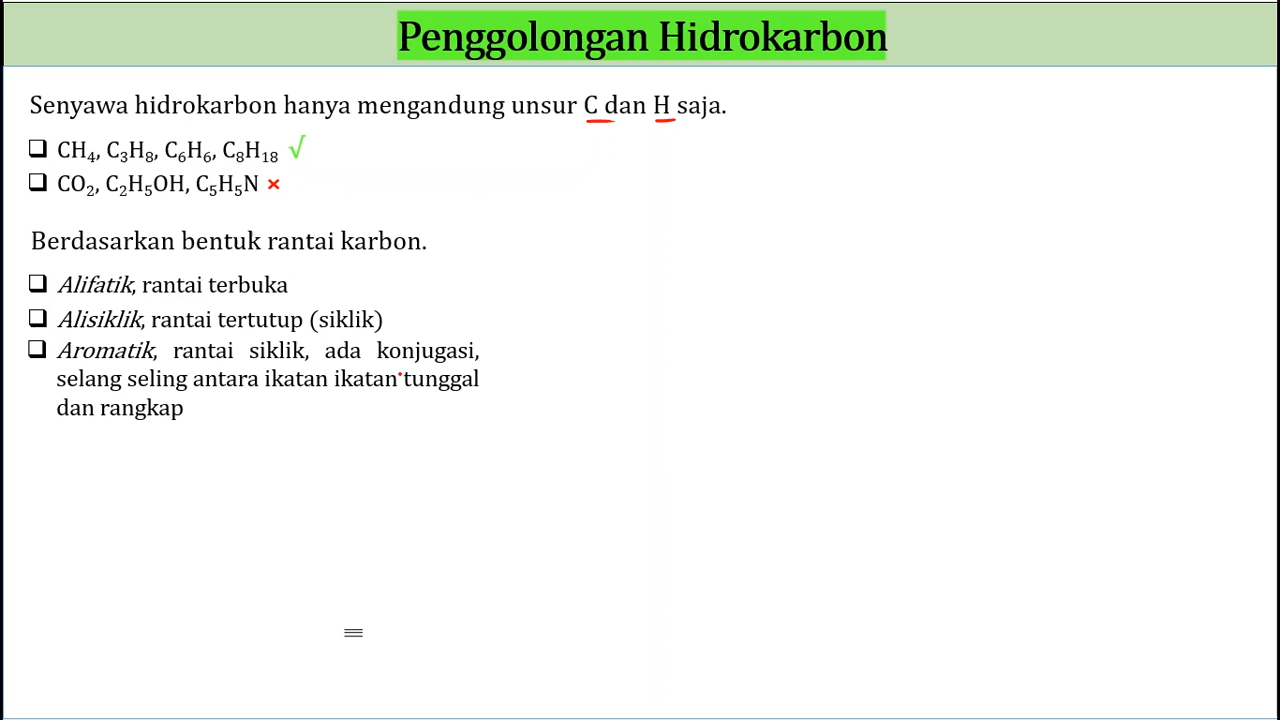 Penggolongan Hidrokarbon
Senyawa hidrokarbon hanya mengandung unsur C dan H saja.
❑ CH₄, C₃H₈, C₆H₆, C₈H₁₈ √
❑ CO₂, C₂H₅OH, C₅H₅N ×
Berdasarkan bentuk rantai karbon.
❑ Alifatik, rantai terbuka
❑ Alisiklik, rantai tertutup (siklik)
❑ Aromatik, rantai siklik, ada konjugasi,
selang seling antara ikatan ikatan tunggal
dan rangkap